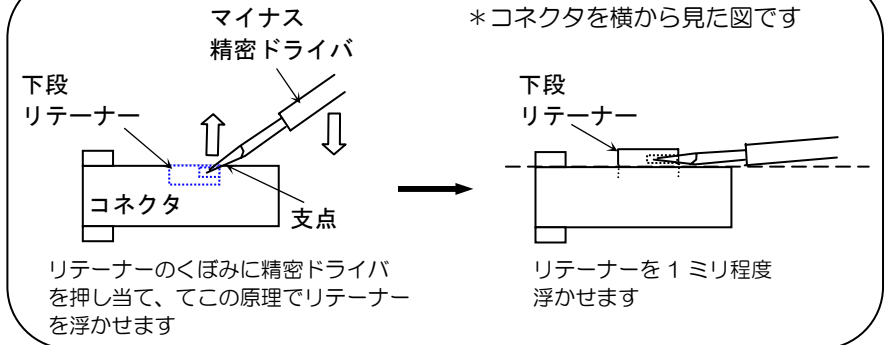 マイナス
精密ドライバ
＊コネクタを横から見た図です
下段
リテーナー
コネクタ
支点
リテーナーのくぼみに精密ドライバ
を押し当て、てこの原理でリテーナー
を浮かせます
下段
リテーナー
リテーナーを 1 ミリ程度
浮かせます